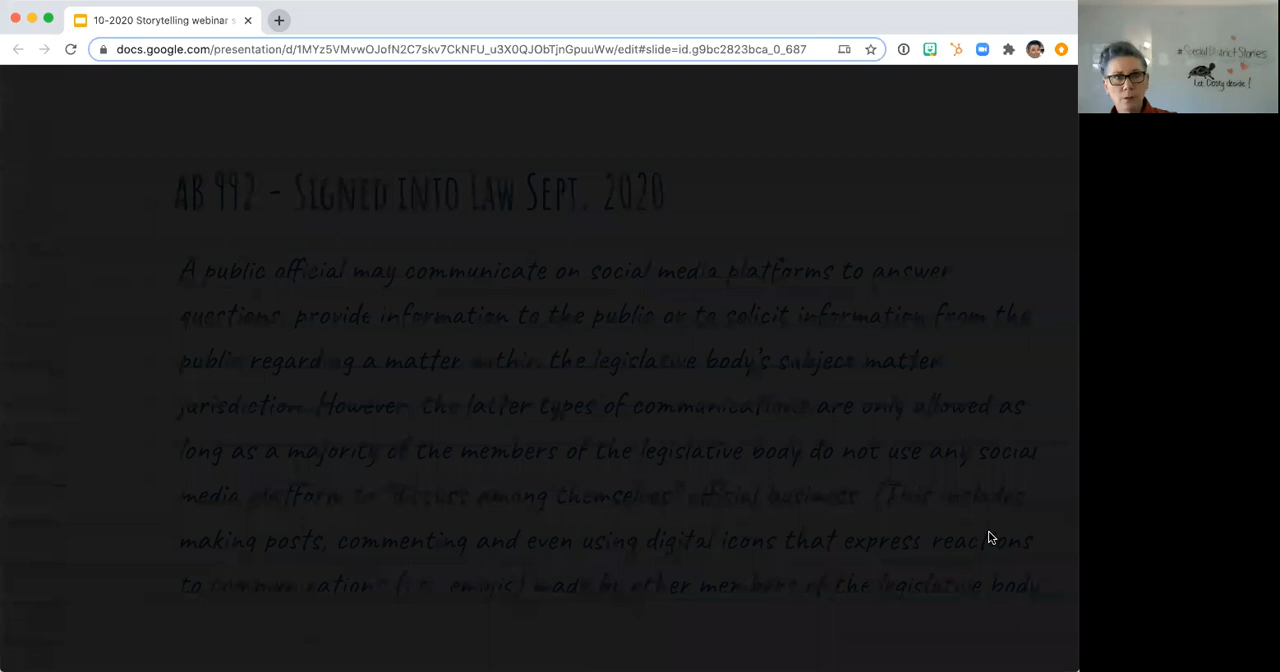 10-2020 Storytelling webinar s
docs.google.com/presentation/d/1MYz5VMvwOJofN2C7skv7CkNFU_u3X0QJObTjnGpuuWw/edit#slide=id.g9bc2823bca_0_687
#SpecialDistrictStories
Let Dotty decide!
AB 992 - Signed into Law Sept. 2020
A public official may communicate on social media platforms to answer
questions, provide information to the public or to solicit information from the
public regarding a matter within the legislative body's subject matter
jurisdiction. However the latter types of communications are only allowed as
long as a majority of the members of the legislative body do not use any social
media platform to "discuss among themselves" official business. (This includes
making posts, commenting and even using digital icons that express reactions
to communications (i.e. emojis) made by other members of the legislative body